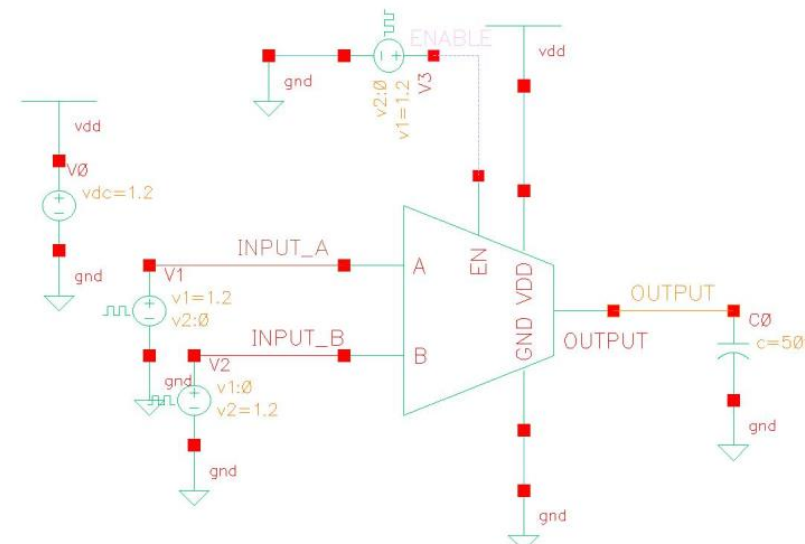 ENABLE
vdd
gnd
V3
v2:0
v1=1.2
vdd
V0
vdc=1.2
gnd
INPUT_A
V1
v1=1.2
v2:0
gnd
INPUT_B
V2
v1:0
v2=1.2
gnd
A
B
EN
VDD
GND
OUTPUT
OUTPUT
C0
c=50
gnd
gnd